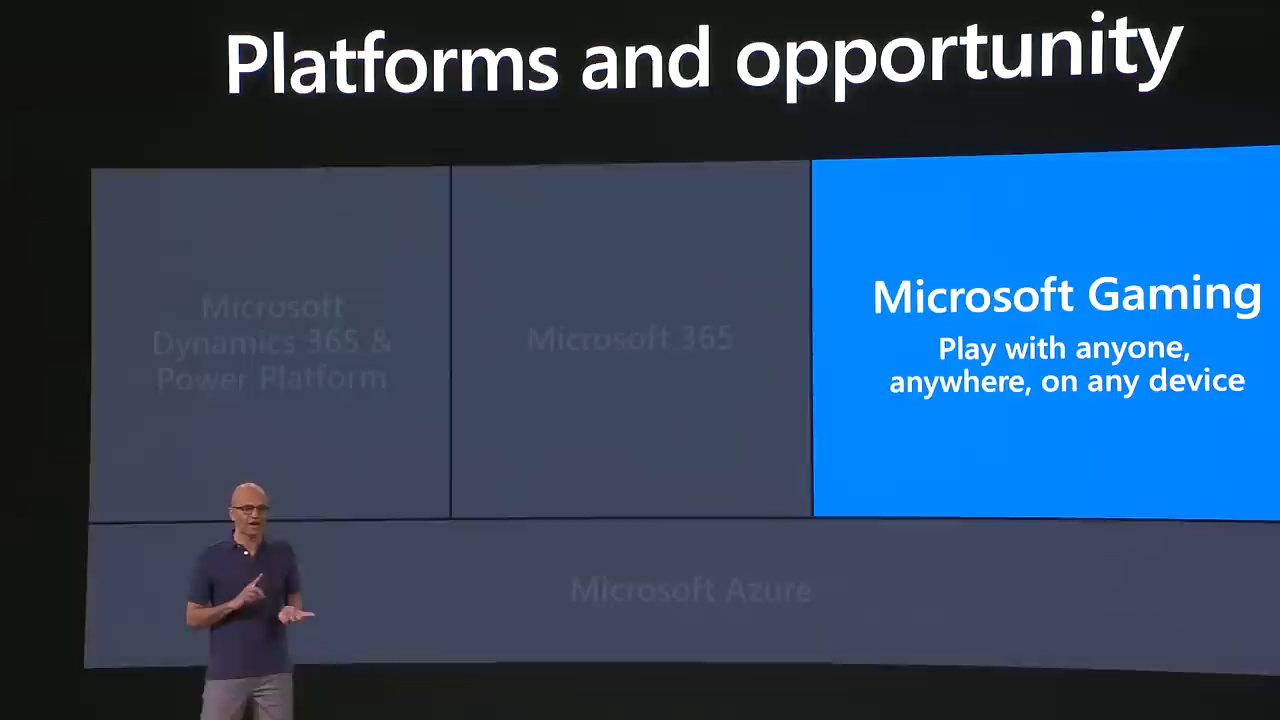 Platforms and opportunity
Microsoft
Dynamics 365 &
Power Platform
Microsoft 365
Microsoft Gaming
Play with anyone,
anywhere, on any device
Microsoft Azure